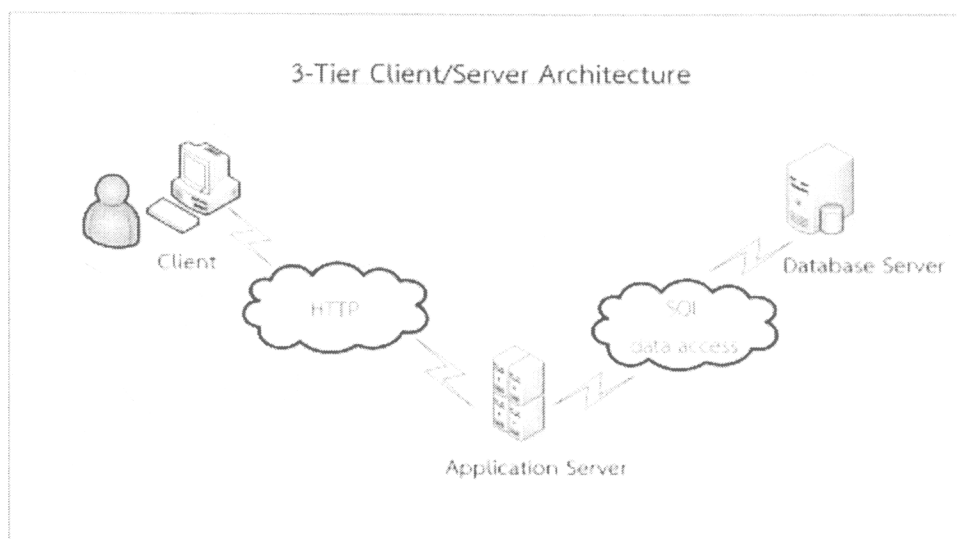 3-Tier Client/Server Architecture
Client
Database Server
HTTP
SQL
data access
Application Server